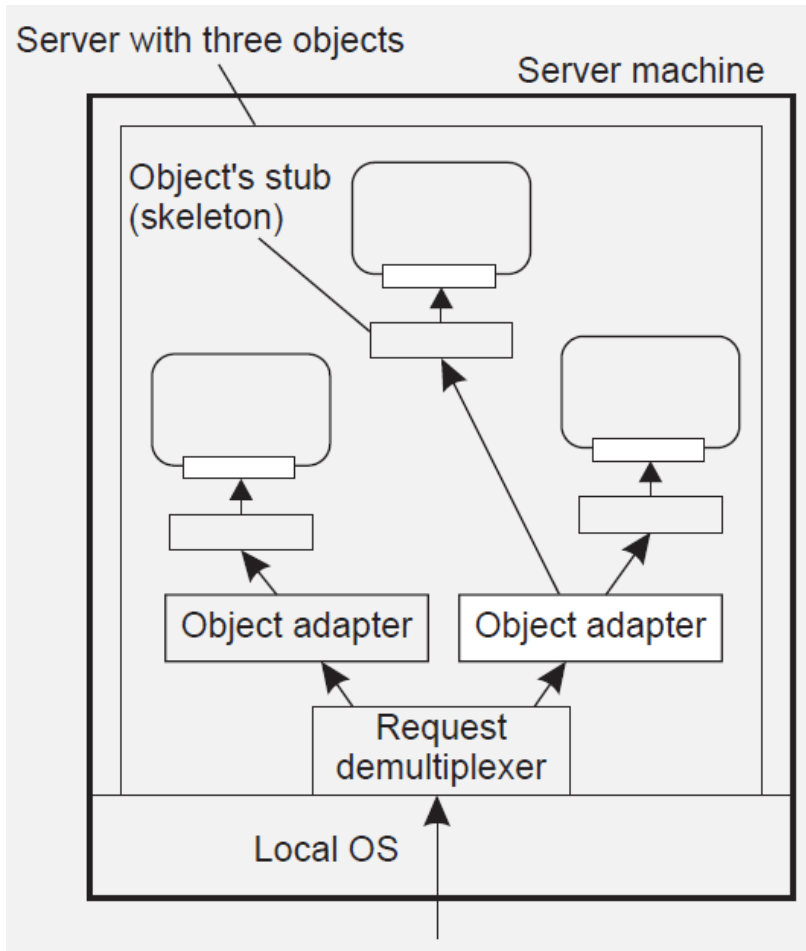 Server with three objects
Server machine
Object's stub
(skeleton)
Object adapter
Object adapter
Request
demultiplexer
Local OS